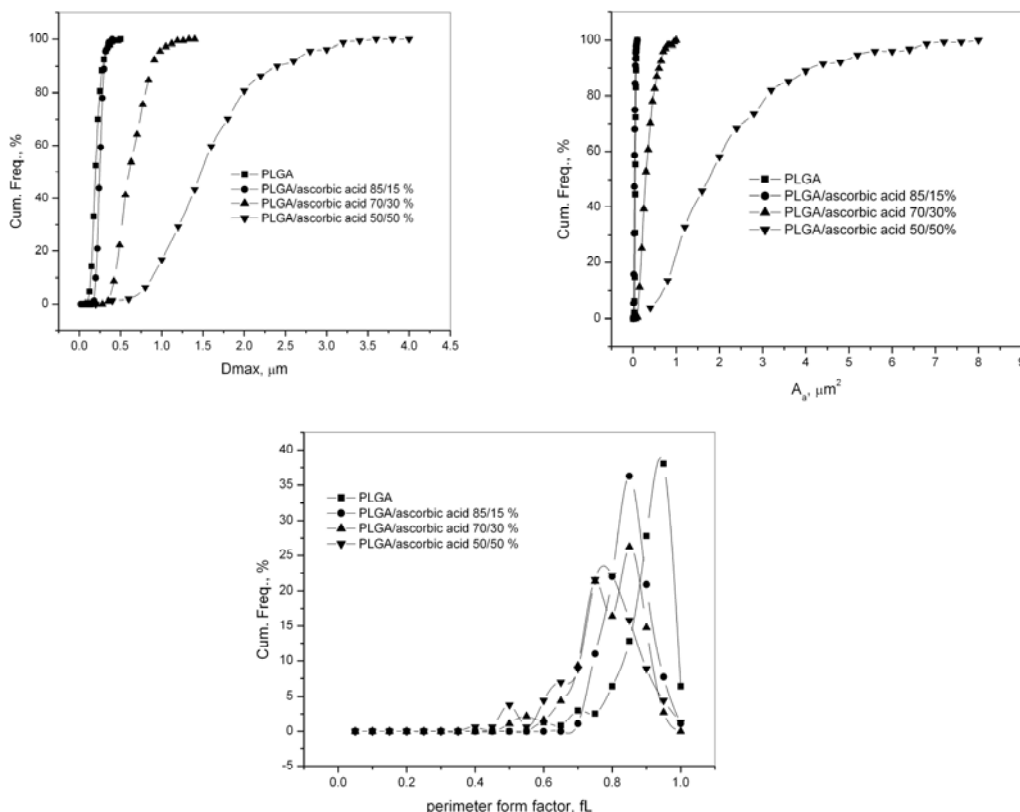 100
80
60
40
20
0
Cum. Freq., %
PLGA
PLGA/ascorbic acid 85/15 %
PLGA/ascorbic acid 70/30 %
PLGA/ascorbic acid 50/50 %
0.0 0.5 1.0 1.5 2.0 2.5 3.0 3.5 4.0 4.5
Dmax, μm
100
80
60
40
20
0
Cum. Freq., %
PLGA
PLGA/ascorbic acid 85/15%
PLGA/ascorbic acid 70/30%
PLGA/ascorbic acid 50/50%
0 1 2 3 4 5 6 7 8 9
Aa, μm²
40
35
30
25
20
15
10
5
0
-5
Cum. Freq., %
PLGA
PLGA/ascorbic acid 85/15 %
PLGA/ascorbic acid 70/30 %
PLGA/ascorbic acid 50/50 %
0.0 0.2 0.4 0.6 0.8 1.0
perimeter form factor, fL